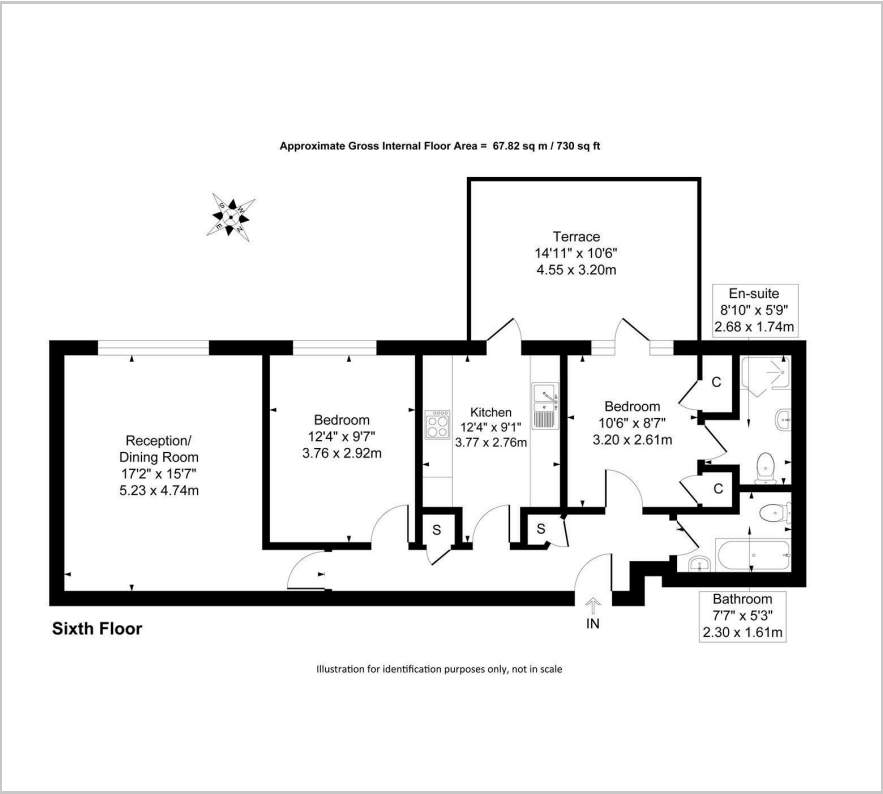 Approximate Gross Internal Floor Area = 67.82 sq m / 730 sq ft
S
W
E
N
Terrace
14'11" x 10'6"
4.55 x 3.20m
En-suite
8'10" x 5'9"
2.68 x 1.74m
Reception/
Dining Room
17'2" x 15'7"
5.23 x 4.74m
Bedroom
12'4" x 9'7"
3.76 x 2.92m
Kitchen
12'4" x 9'1"
3.77 x 2.76m
Bedroom
10'6" x 8'7"
3.20 x 2.61m
C
C
S
S
Bathroom
7'7" x 5'3"
2.30 x 1.61m
IN
Sixth Floor
Illustration for identification purposes only, not in scale